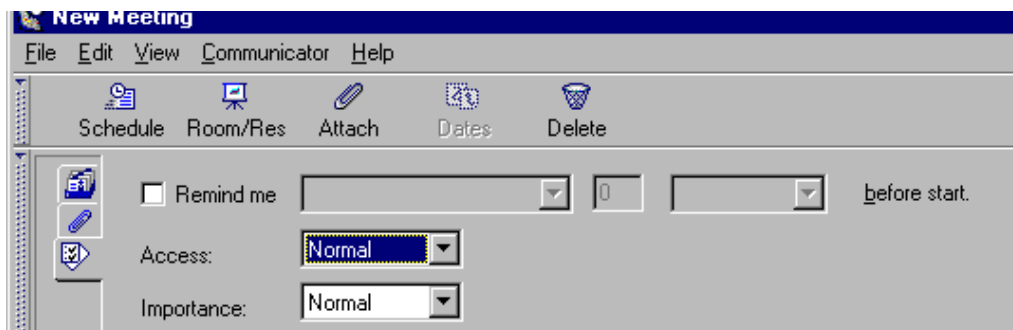 New Meeting
File Edit View Communicator Help
Schedule Room/Res Attach Dates Delete
Remind me 0 before start.
Access: Normal
Importance: Normal